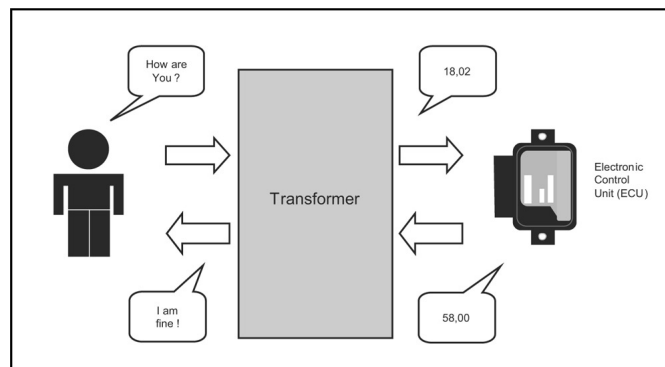 How are
You ?
18,02
Transformer
Electronic
Control
Unit (ECU)
I am
fine !
58,00